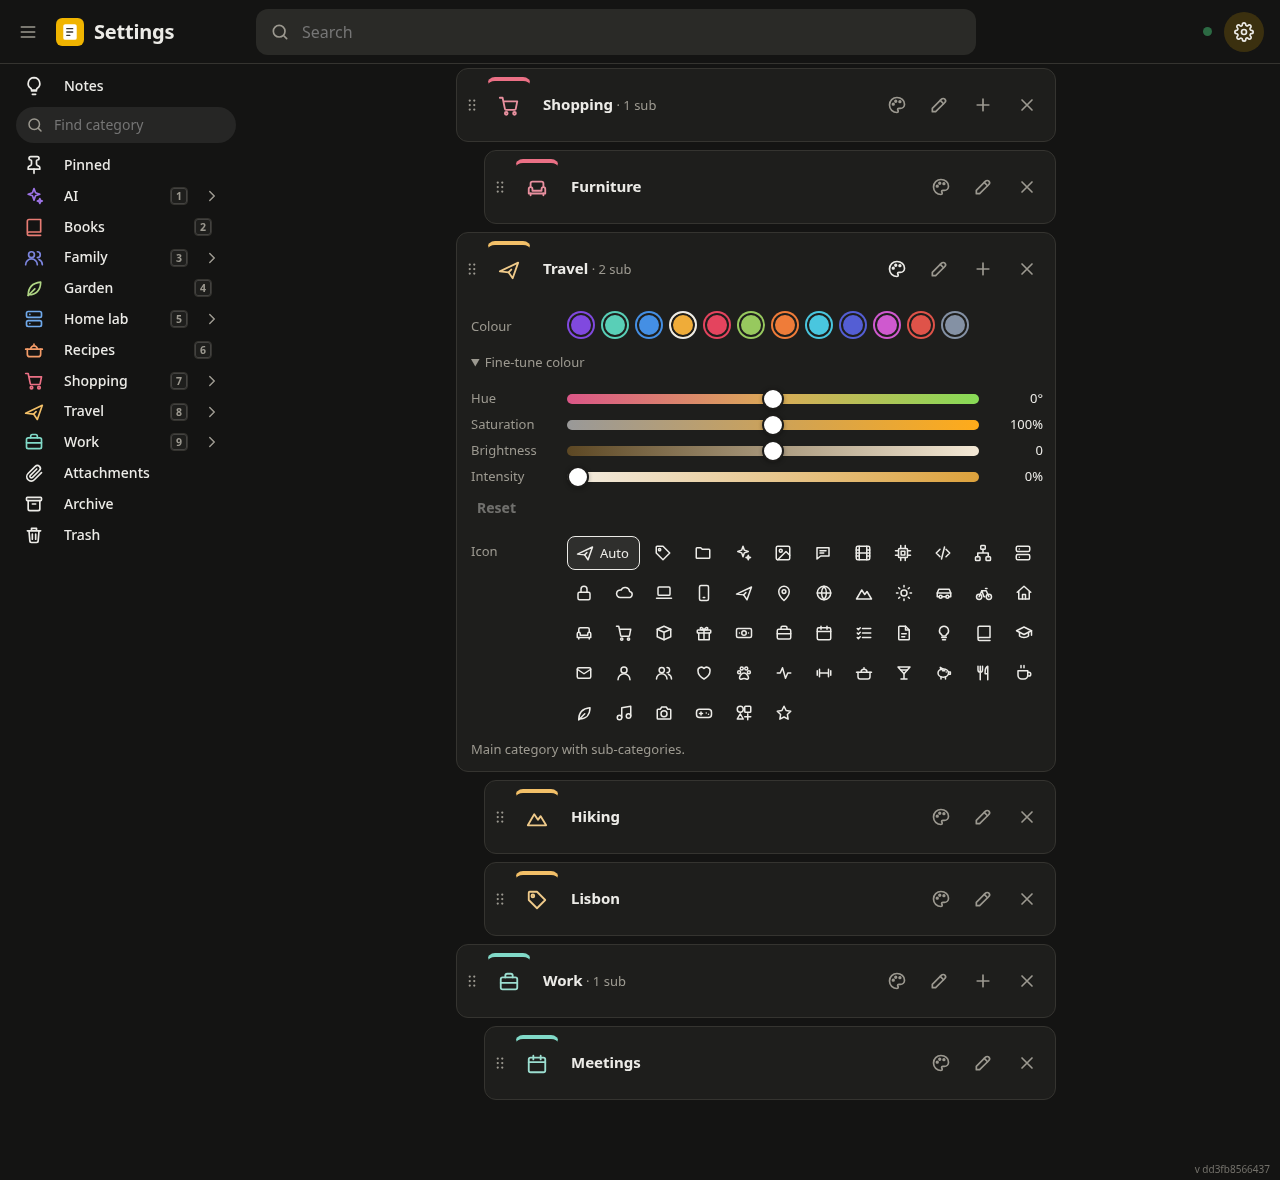 Settings
Search
Notes
Find category
Pinned
AI 1
Books 2
Family 3
Garden 4
Home lab 5
Recipes 6
Shopping 7
Travel 8
Work 9
Attachments
Archive
Trash
Shopping · 1 sub
Furniture
Travel · 2 sub
Colour
▼ Fine-tune colour
Hue 0°
Saturation 100%
Brightness 0
Intensity 0%
Reset
Icon Auto
Main category with sub-categories.
Hiking
Lisbon
Work · 1 sub
Meetings
v dd3fb8566437